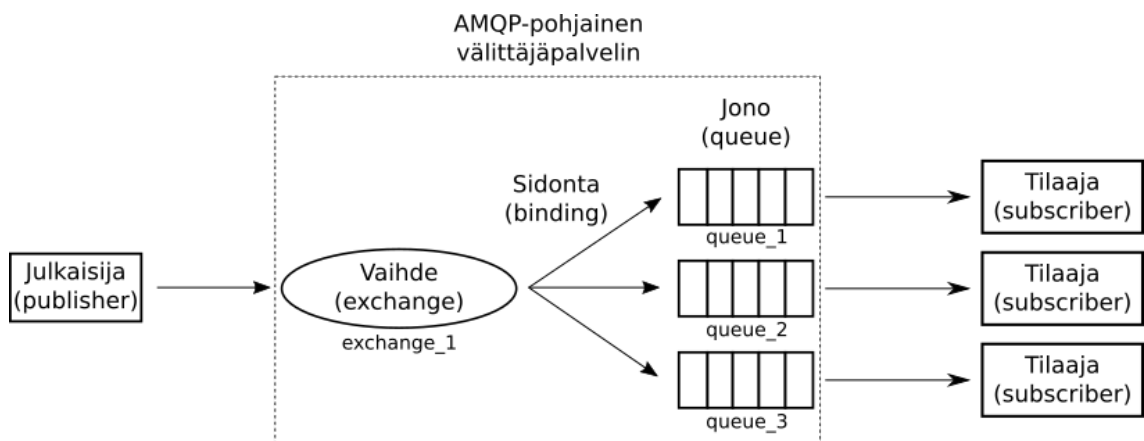 AMQP-pohjainen
välittäjäpalvelin
Jono
(queue)
Sidonta
(binding)
queue_1
Tilaaja
(subscriber)
Julkaisija
(publisher)
Vaihde
(exchange)
exchange_1
queue_2
Tilaaja
(subscriber)
queue_3
Tilaaja
(subscriber)